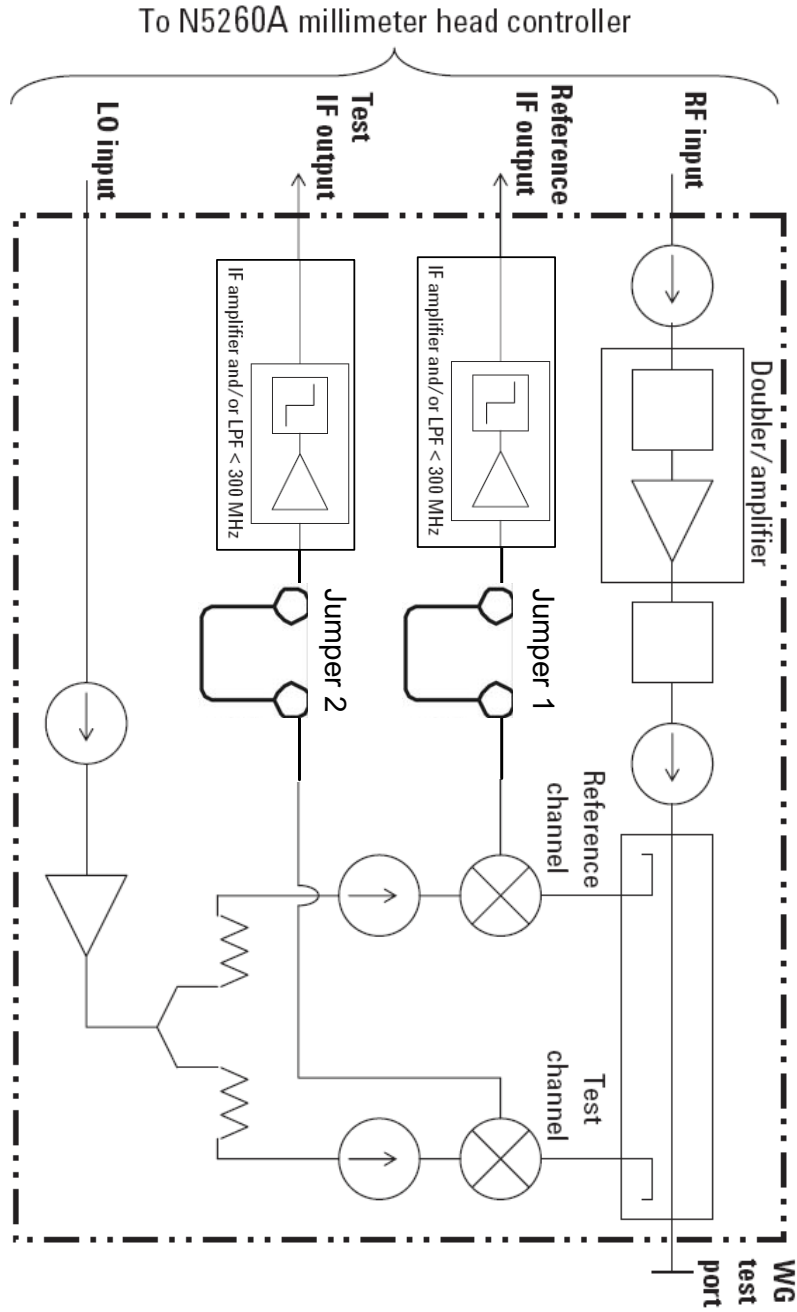 To N5260A millimeter head controller
LO input
Test
IF output
Reference
IF output
RF input
IF amplifier and/or LPF < 300 MHz
IF amplifier and/or LPF < 300 MHz
Doubler/amplifier
Jumper 2
Jumper 1
Reference
channel
Test
channel
WG
test
port